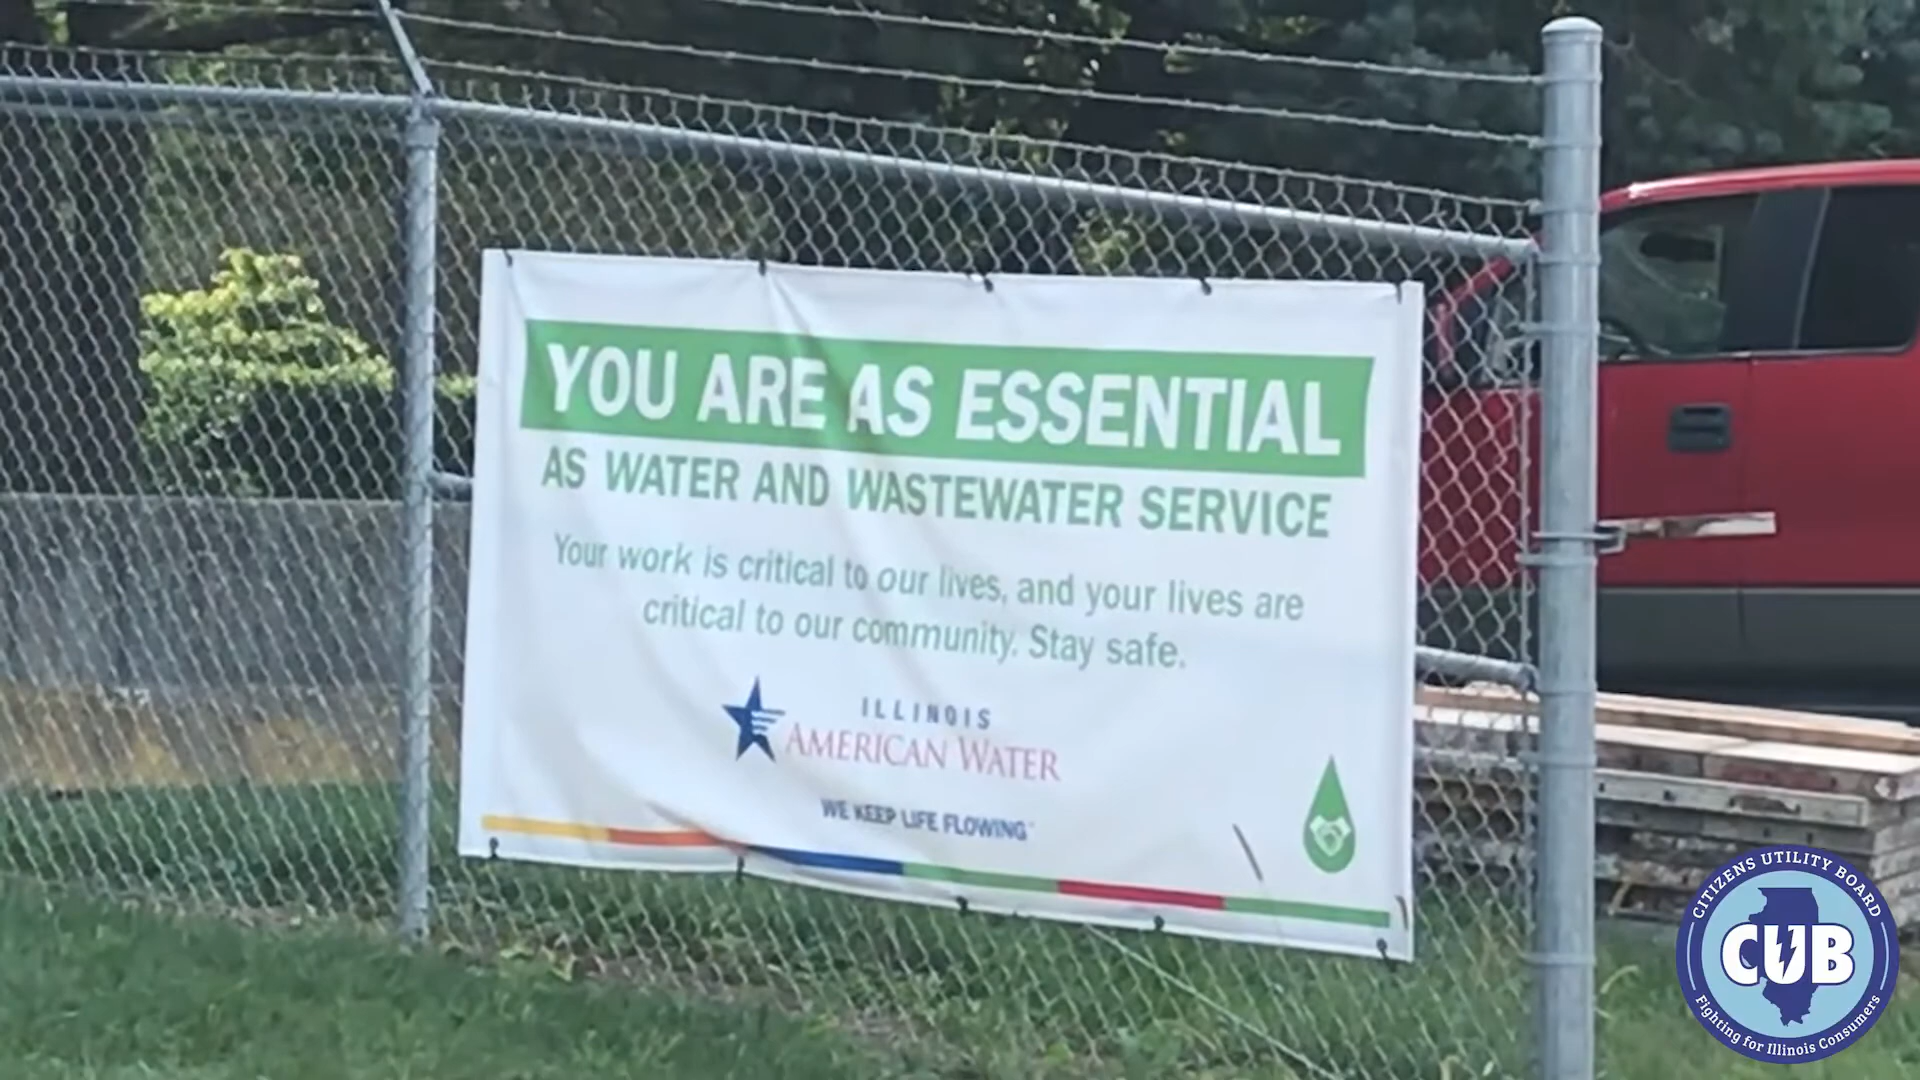 YOU ARE AS ESSENTIAL
AS WATER AND WASTEWATER SERVICE
Your work is critical to our lives, and your lives are
critical to our community. Stay safe.
ILLINOIS
AMERICAN WATER
WE KEEP LIFE FLOWING™
CITIZENS UTILITY BOARD
CUB
Fighting for Illinois Consumers